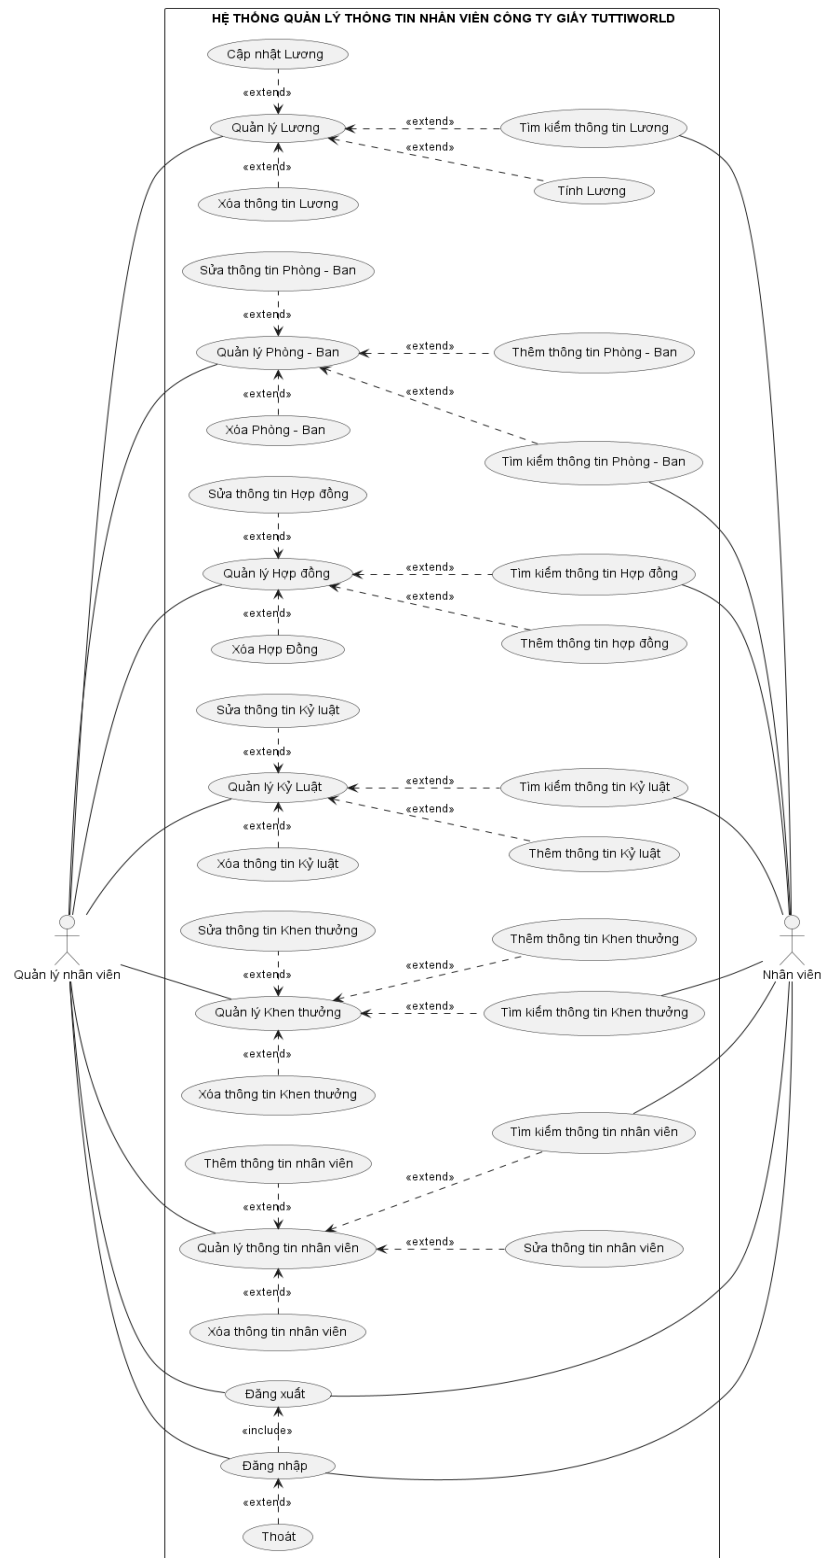 HỆ THỐNG QUẢN LÝ THÔNG TIN NHÂN VIÊN CÔNG TY GIẤY TUTTIWORLD
Cập nhật Lương
«extend»
Quản lý Lương
«extend»
Tìm kiếm thông tin Lương
«extend»
«extend»
Tính Lương
Xóa thông tin Lương
Sửa thông tin Phòng - Ban
«extend»
Quản lý Phòng - Ban
«extend»
Thêm thông tin Phòng - Ban
«extend»
«extend»
Xóa Phòng - Ban
Tìm kiếm thông tin Phòng - Ban
Sửa thông tin Hợp đồng
«extend»
Quản lý Hợp đồng
«extend»
Tìm kiếm thông tin Hợp đồng
«extend»
«extend»
Xóa Hợp Đồng
Thêm thông tin hợp đồng
Sửa thông tin Kỷ luật
«extend»
Quản lý Kỷ Luật
«extend»
Tìm kiếm thông tin Kỷ luật
«extend»
«extend»
Xóa thông tin Kỷ luật
Thêm thông tin Kỷ luật
Quản lý nhân viên
Nhân viên
Sửa thông tin Khen thưởng
Thêm thông tin Khen thưởng
«extend»
«extend»
Quản lý Khen thưởng
«extend»
Tìm kiếm thông tin Khen thưởng
«extend»
Xóa thông tin Khen thưởng
Tìm kiếm thông tin nhân viên
Thêm thông tin nhân viên
«extend»
«extend»
Quản lý thông tin nhân viên
«extend»
Sửa thông tin nhân viên
«extend»
Xóa thông tin nhân viên
Đăng xuất
«include»
Đăng nhập
«extend»
Thoát